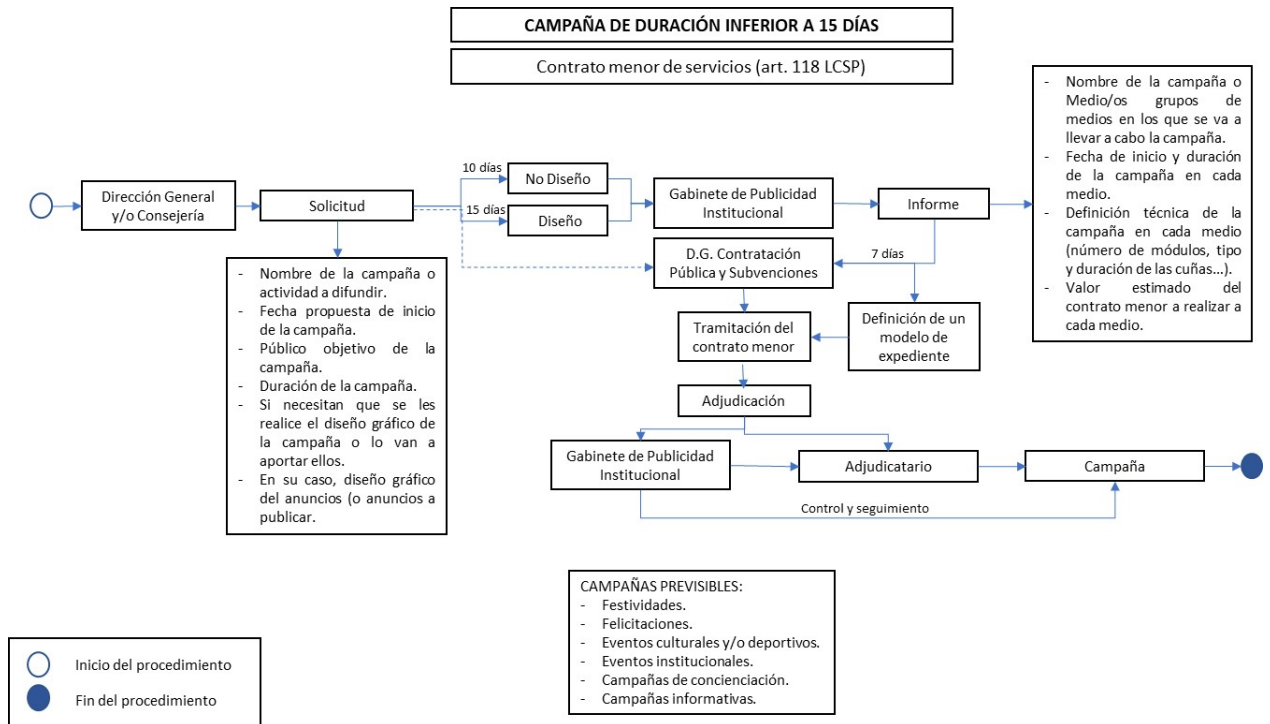 CAMPAÑA DE DURACIÓN INFERIOR A 15 DÍAS
Contrato menor de servicios (art. 118 LCSP)
- Nombre de la campaña o
Medio/os grupos de
medios en los que se va a
llevar a cabo la campaña.
- Fecha de inicio y duración
de la campaña en cada
medio.
- Definición técnica de la
campaña en cada medio
(número de módulos, tipo
y duración de las cuñas…).
- Valor estimado del
contrato menor a realizar a
cada medio.
Dirección General
y/o Consejería
Solicitud
10 días
No Diseño
15 días
Diseño
Gabinete de Publicidad
Institucional
Informe
D.G. Contratación
Pública y Subvenciones
7 días
- Nombre de la campaña o
actividad a difundir.
- Fecha propuesta de inicio
de la campaña.
- Público objetivo de la
campaña.
- Duración de la campaña.
- Si necesitan que se les
realice el diseño gráfico de
la campaña o lo van a
aportar ellos.
- En su caso, diseño gráfico
del anuncios (o anuncios a
publicar.
Tramitación del
contrato menor
Definición de un
modelo de
expediente
Adjudicación
Gabinete de Publicidad
Institucional
Adjudicatario
Campaña
Control y seguimiento
CAMPAÑAS PREVISIBLES:
- Festividades.
- Felicitaciones.
- Eventos culturales y/o deportivos.
- Eventos institucionales.
- Campañas de concienciación.
- Campañas informativas.
Inicio del procedimiento
Fin del procedimiento